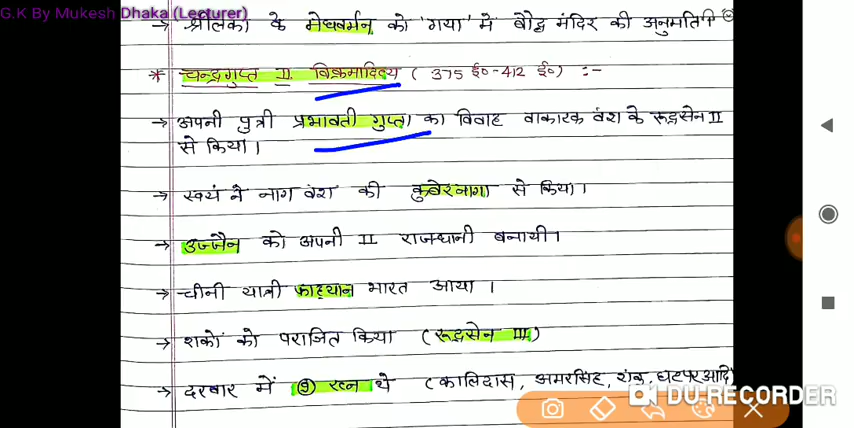 G.K By Mukesh Dhaka (Lecturer)
→ श्रीलंका के मेघवर्मन को 'गया' में बौद्ध मंदिर की अनुमति।
* चन्द्रगुप्त II विक्रमादित्य (375 ई०-412 ई०) :-
→ अपनी पुत्री प्रभावती गुप्ता का विवाह वाकाटक वंश के रूद्रसेन II
से किया।
→ स्वयं ने नाग वंश की कुबेरनागा से किया।
→ उज्जैन को अपनी II राजधानी बनायी।
→ चीनी यात्री फाह्यान भारत आया।
→ शकों को पराजित किया (रूद्रसेन III)
→ दरबार में 9 रत्न थे (कालिदास, अमरसिंह, शंकु, घटपर आदि)
DU RECORDER